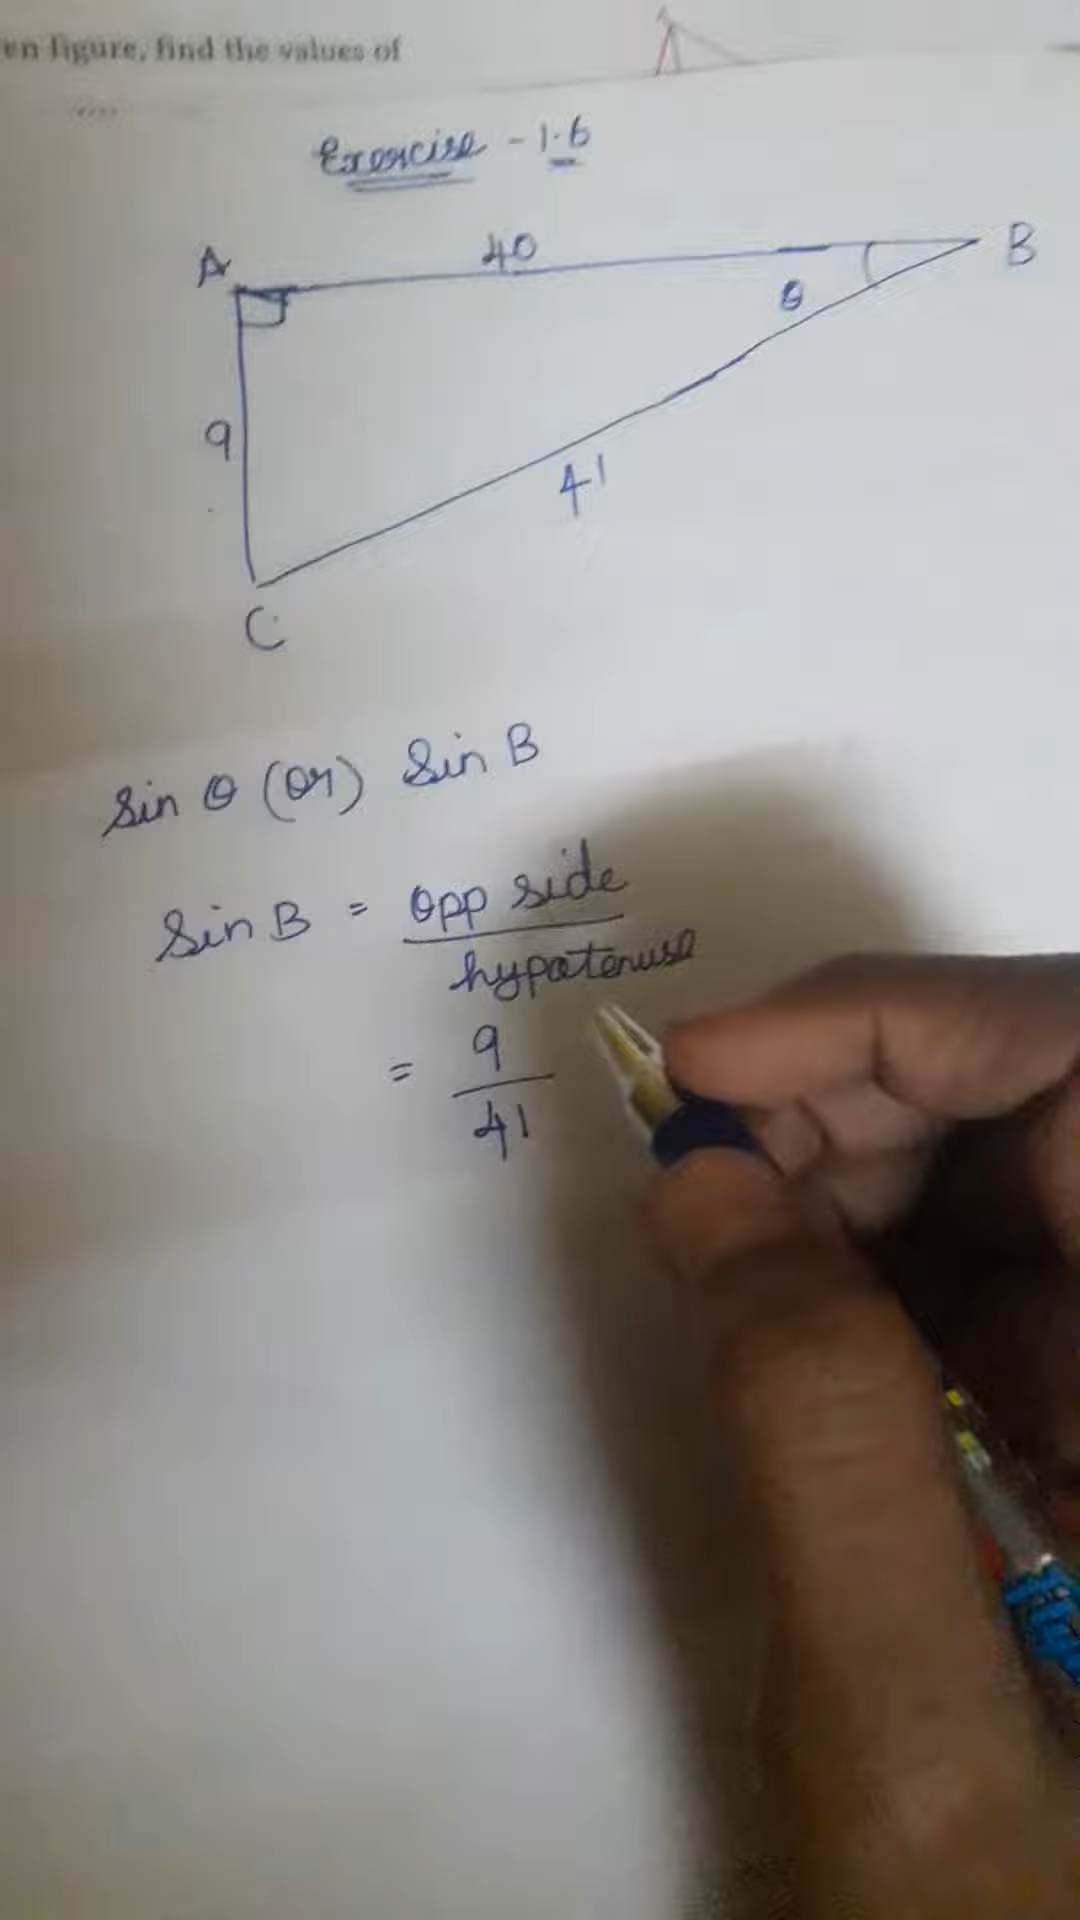 en figure, find the values of
Exercise - 1.6
A
40
B
θ
9
41
C
Sin θ (or) Sin B
Sin B = Opp side
hypotenuse
= 9
41